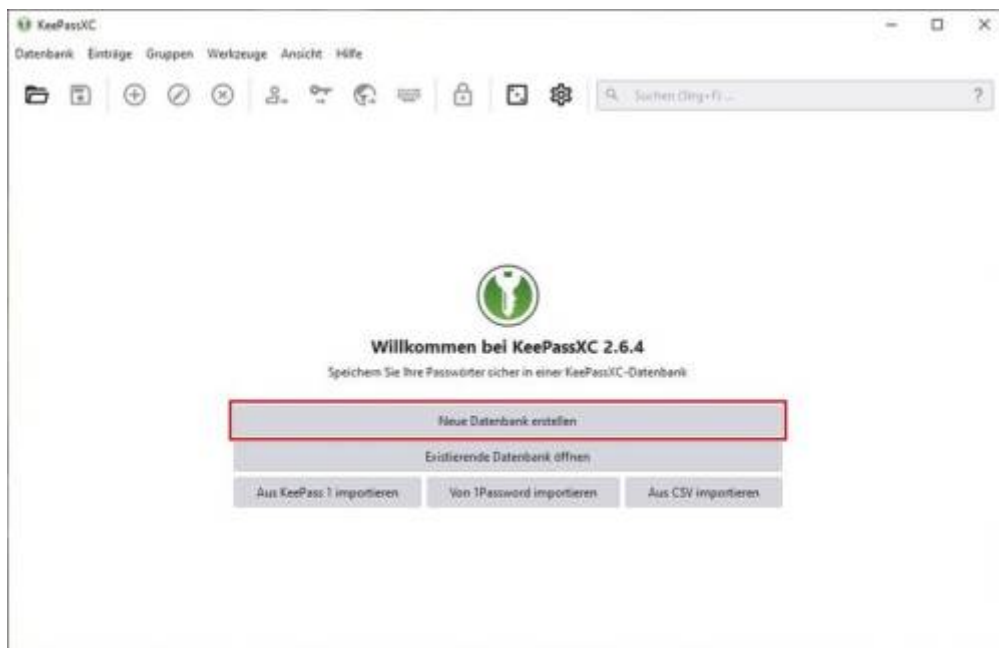 KeePassXC
Datenbank Einträge Gruppen Werkzeuge Ansicht Hilfe
Suchen (Strg+F) ... ?
Willkommen bei KeePassXC 2.6.4
Speichern Sie Ihre Passwörter sicher in einer KeePassXC-Datenbank
Neue Datenbank erstellen
Existierende Datenbank öffnen
Aus KeePass 1 importieren Von 1Password importieren Aus CSV importieren